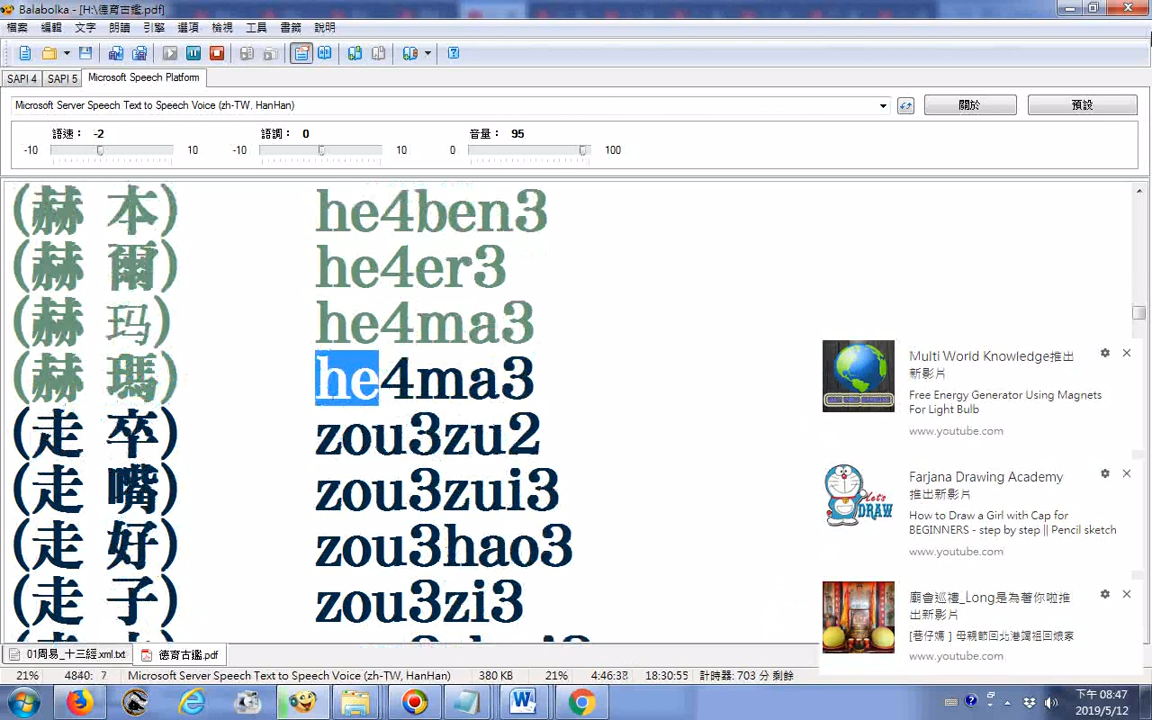 Balabolka - [H:\德育古鑑.pdf]
檔案 編輯 文字 朗讀 引擎 選項 檢視 工具 書籤 說明
SAPI 4 SAPI 5 Microsoft Speech Platform
Microsoft Server Speech Text to Speech Voice (zh-TW, HanHan) 關於 預設
語速： -2 語調： 0 音量： 95
-10 10 -10 10 0 100
(赫 本) he4ben3
(赫 爾) he4er3
(赫 玛) he4ma3
(赫 瑪) he4ma3
(走 卒) zou3zu2
(走 嘴) zou3zui3
(走 好) zou3hao3
(走 子) zou3zi3
Multi World Knowledge推出
新影片
Free Energy Generator Using Magnets
For Light Bulb
www.youtube.com
Farjana Drawing Academy
推出新影片
How to Draw a Girl with Cap for
BEGINNERS - step by step || Pencil sketch
www.youtube.com
Let's
DRAW
廟會巡禮_Long是為著你啦推
出新影片
www.youtube.com
01周易_十三經.xml.txt 德育古鑑.pdf
21% 4840: 7 Microsoft Server Speech Text to Speech Voice (zh-TW, HanHan) 380 KB 21% 4:46:38 18:30:55 計時器: 703 分 剩餘
下午 08:47
2019/5/12